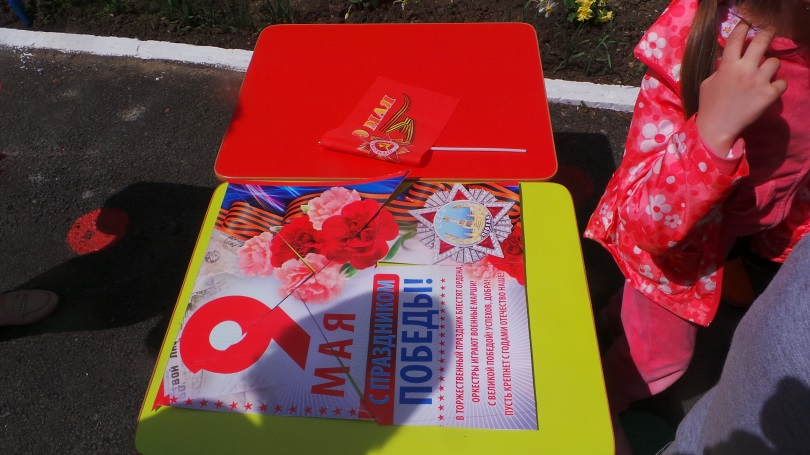 9 МАЯ
9
МАЯ
С ПРАЗДНИКОМ
ПОБЕДЫ!
В ТОРЖЕСТВЕННЫЙ ПРАЗДНИК БЛЕСТЯТ ОРДЕНА
ОРКЕСТРЫ ИГРАЮТ ВОЕННЫЕ МАРШИ!
С ВЕЛИКОЙ ПОБЕДОЙ! УСПЕХОВ, ДОБРА!
ПУСТЬ КРЕПНЕТ С ГОДАМИ ОТЕЧЕСТВО НАШЕ!